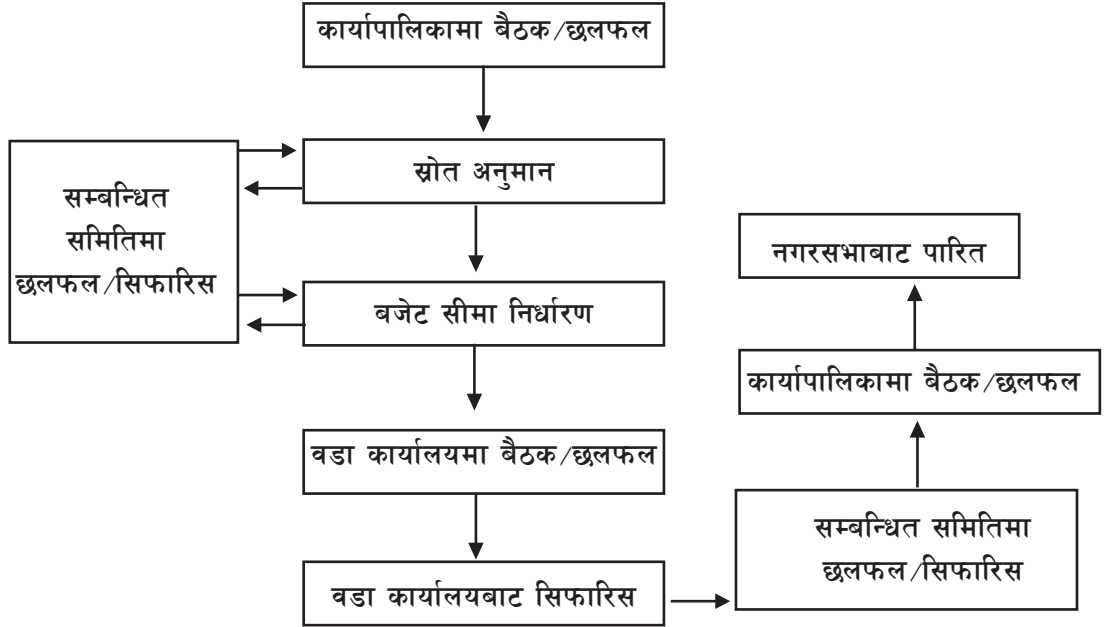 कार्यापालिकामा बैठक/छलफल
स्रोत अनुमान
सम्बन्धित
समितिमा
छलफल/सिफारिस
बजेट सीमा निर्धारण
वडा कार्यालयमा बैठक/छलफल
वडा कार्यालयबाट सिफारिस
सम्बन्धित समितिमा
छलफल/सिफारिस
कार्यापालिकामा बैठक/छलफल
नगरसभाबाट पारित